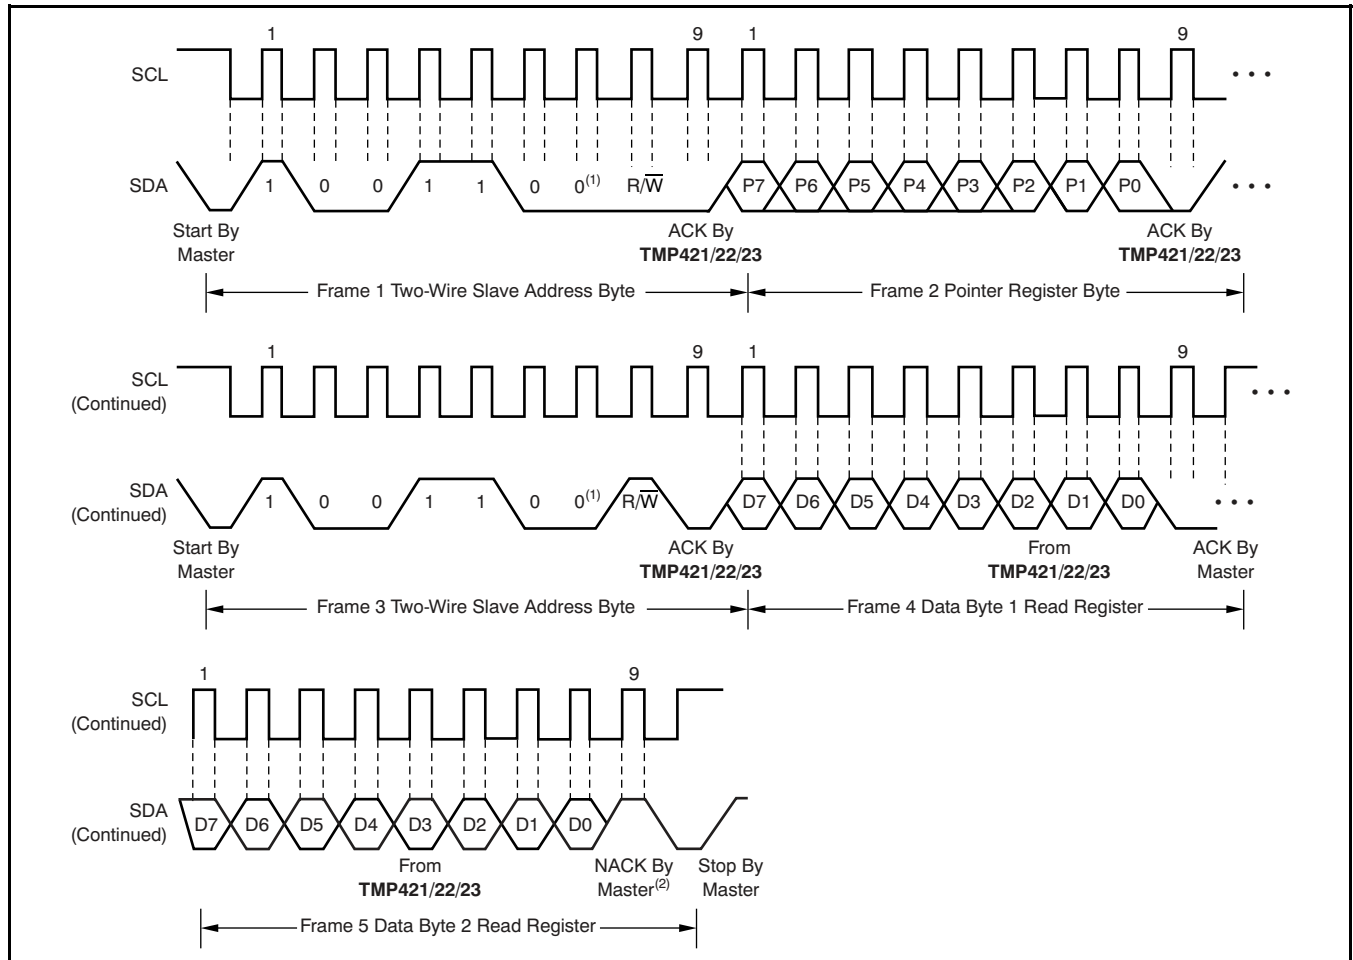 1 9 1 9
SCL • • •
SDA 1 0 0 1 1 0 0(1) R/W̅ P7 P6 P5 P4 P3 P2 P1 P0 • • •
Start By Master
ACK By TMP421/22/23
ACK By TMP421/22/23
Frame 1 Two-Wire Slave Address Byte
Frame 2 Pointer Register Byte
1 9 1 9
SCL (Continued) • • •
SDA (Continued) 1 0 0 1 1 0 0(1) R/W̅ D7 D6 D5 D4 D3 D2 D1 D0 • • •
Start By Master
ACK By TMP421/22/23
From TMP421/22/23
ACK By Master
Frame 3 Two-Wire Slave Address Byte
Frame 4 Data Byte 1 Read Register
1 9
SCL (Continued)
SDA (Continued) D7 D6 D5 D4 D3 D2 D1 D0
From TMP421/22/23
NACK By Master(2)
Stop By Master
Frame 5 Data Byte 2 Read Register